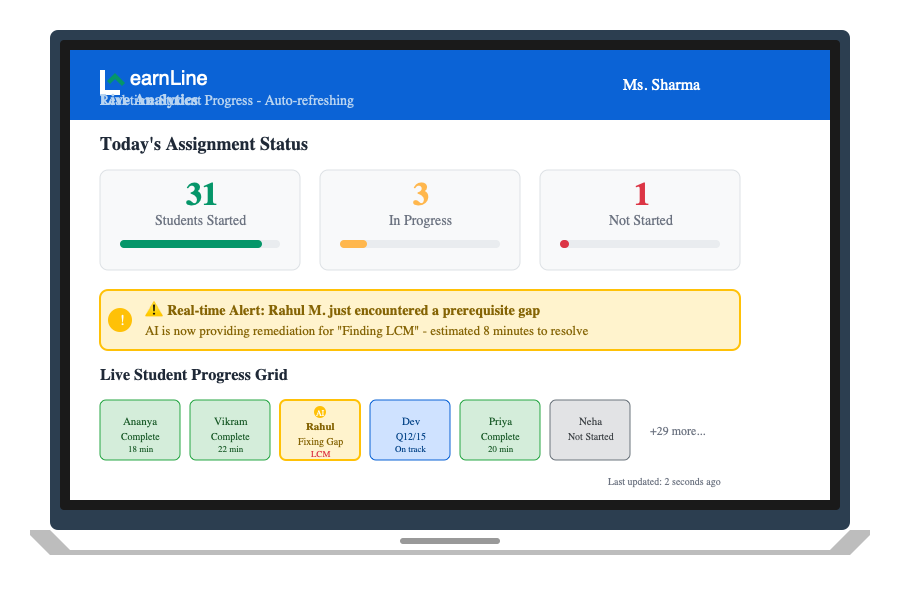 earnLine
Live Analytics
Progress - Auto-refreshing
Ms. Sharma
Today's Assignment Status
31
Students Started
3
In Progress
1
Not Started
! ⚠ Real-time Alert: Rahul M. just encountered a prerequisite gap
AI is now providing remediation for "Finding LCM" - estimated 8 minutes to resolve
Live Student Progress Grid
Ananya
Complete
18 min
Vikram
Complete
22 min
AI
Rahul
Fixing Gap
LCM
Dev
Q12/15
On track
Priya
Complete
20 min
Neha
Not Started
+29 more...
Last updated: 2 seconds ago